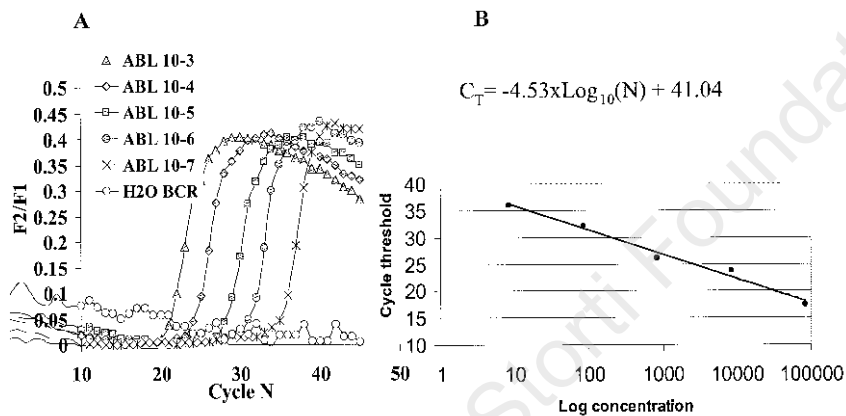 A
ABL 10-3
ABL 10-4
ABL 10-5
ABL 10-6
ABL 10-7
H2O BCR
F2/F1
0.5
0.45
0.4
0.35
0.3
0.25
0.2
0.15
0.1
0.05
0
10
20
30
40
50
Cycle N
B
C_T= -4.53xLog_10(N) + 41.04
Cycle threshold
40
35
30
25
20
15
10
1
10
100
1000
10000
100000
Log concentration
Storti Foundat